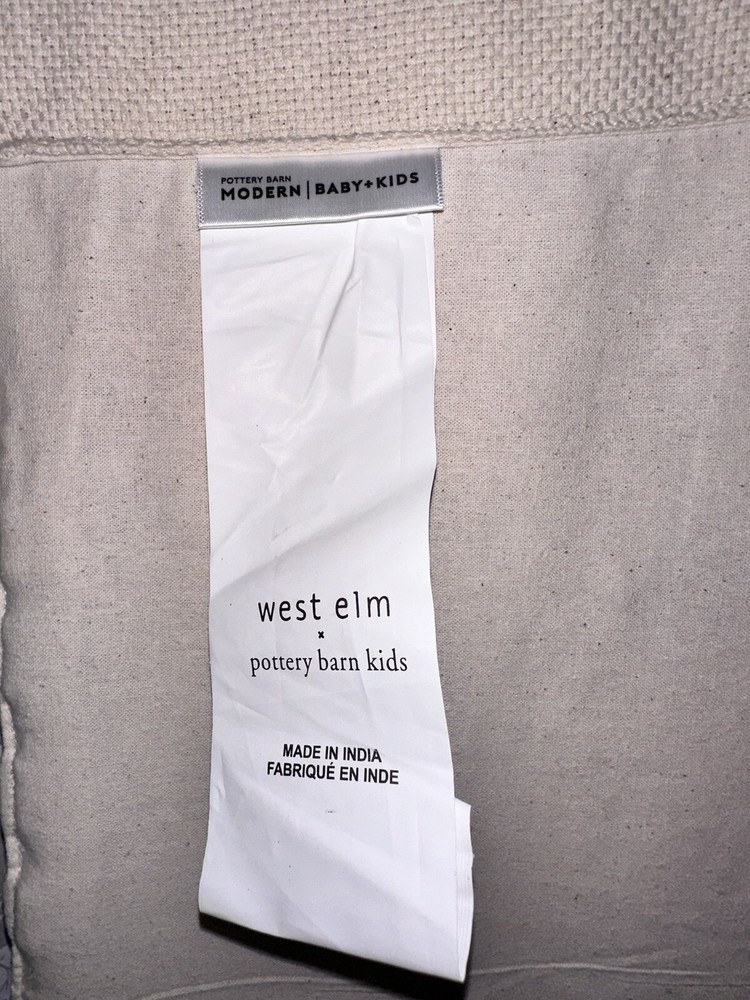 POTTERY BARN
MODERN | BABY+KIDS
west elm
x
pottery barn kids
MADE IN INDIA
FABRIQUÉ EN INDE